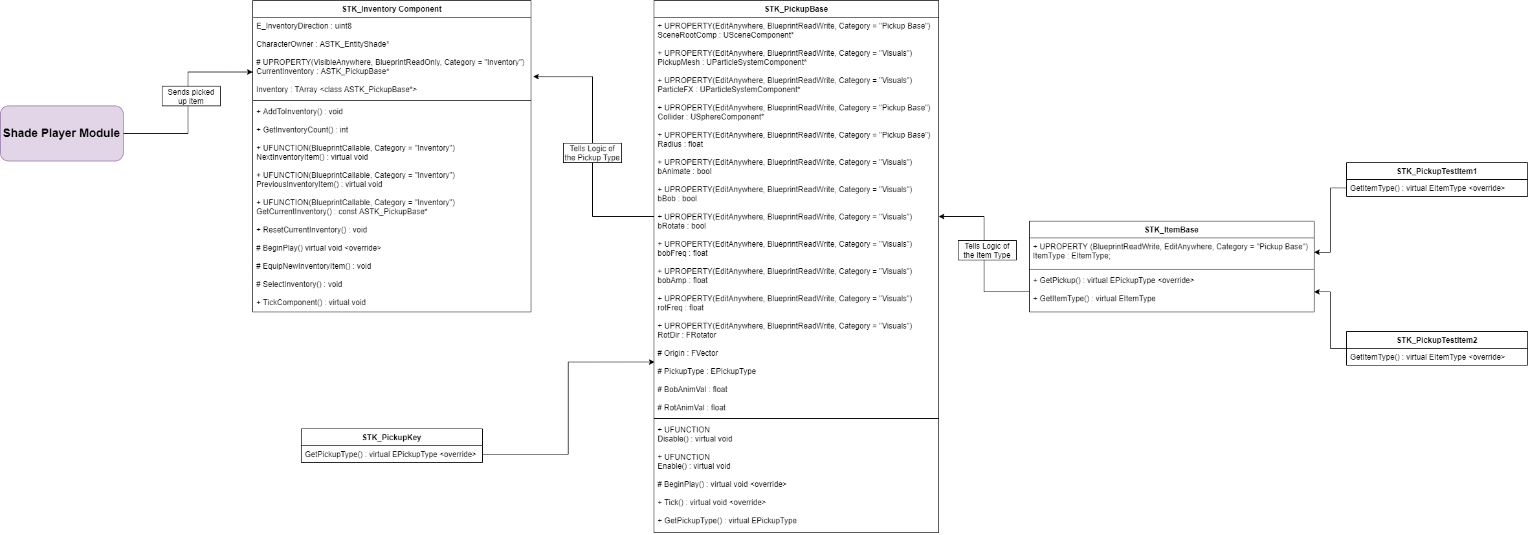 Shade Player Module
Sends picked
up item
STK_Inventory Component
E_InventoryDirection : uint8
CharacterOwner : ASTK_EntityShade*
# UPROPERTY(VisibleAnywhere, BlueprintReadOnly, Category = "Inventory")
CurrentInventory : ASTK_PickupBase*
Inventory : TArray <class ASTK_PickupBase*>
+ AddToInventory() : void
+ GetInventoryCount() : int
+ UFUNCTION(BlueprintCallable, Category = "Inventory")
NextInventoryItem() : virtual void
+ UFUNCTION(BlueprintCallable, Category = "Inventory")
PreviousInventoryItem() : virtual void
+ UFUNCTION(BlueprintCallable, Category = "Inventory")
GetCurrentInventory() : const ASTK_PickupBase*
+ ResetCurrentInventory() : void
# BeginPlay() virtual void <override>
# EquipNewInventoryItem() : void
# SelectInventory() : void
+ TickComponent() : virtual void
Tells Logic of
the Pickup Type
STK_PickupKey
GetPickupType() : virtual EPickupType <override>
STK_PickupBase
+ UPROPERTY(EditAnywhere, BlueprintReadWrite, Category = "Pickup Base")
SceneRootComp : USceneComponent*
+ UPROPERTY(EditAnywhere, BlueprintReadWrite, Category = "Visuals")
PickupMesh : UParticleSystemComponent*
+ UPROPERTY(EditAnywhere, BlueprintReadWrite, Category = "Visuals")
ParticleFX : UParticleSystemComponent*
+ UPROPERTY(EditAnywhere, BlueprintReadWrite, Category = "Pickup Base")
Collider : USphereComponent*
+ UPROPERTY(EditAnywhere, BlueprintReadWrite, Category = "Pickup Base")
Radius : float
+ UPROPERTY(EditAnywhere, BlueprintReadWrite, Category = "Visuals")
bAnimate : bool
+ UPROPERTY(EditAnywhere, BlueprintReadWrite, Category = "Visuals")
bBob : bool
+ UPROPERTY(EditAnywhere, BlueprintReadWrite, Category = "Visuals")
bRotate : bool
+ UPROPERTY(EditAnywhere, BlueprintReadWrite, Category = "Visuals")
bobFreq : float
+ UPROPERTY(EditAnywhere, BlueprintReadWrite, Category = "Visuals")
bobAmp : float
+ UPROPERTY(EditAnywhere, BlueprintReadWrite, Category = "Visuals")
rotFreq : float
+ UPROPERTY(EditAnywhere, BlueprintReadWrite, Category = "Visuals")
RotDir : FRotator
# Origin : FVector
# PickupType : EPickupType
# BobAnimVal : float
# RotAnimVal : float
+ UFUNCTION
Disable() : virtual void
+ UFUNCTION
Enable() : virtual void
# BeginPlay() : virtual void <override>
+ Tick() : virtual void <override>
+ GetPickupType() : virtual EPickupType
Tells Logic of
the Item Type
STK_ItemBase
+ UPROPERTY (BlueprintReadWrite, EditAnywhere, Category = "Pickup Base")
ItemType : EItemType;
+ GetPickup() : virtual EPickupType <override>
+ GetItemType() : virtual EItemType
STK_PickupTestItem1
GetItemType() : virtual EItemType <override>
STK_PickupTestItem2
GetItemType() : virtual EItemType <override>